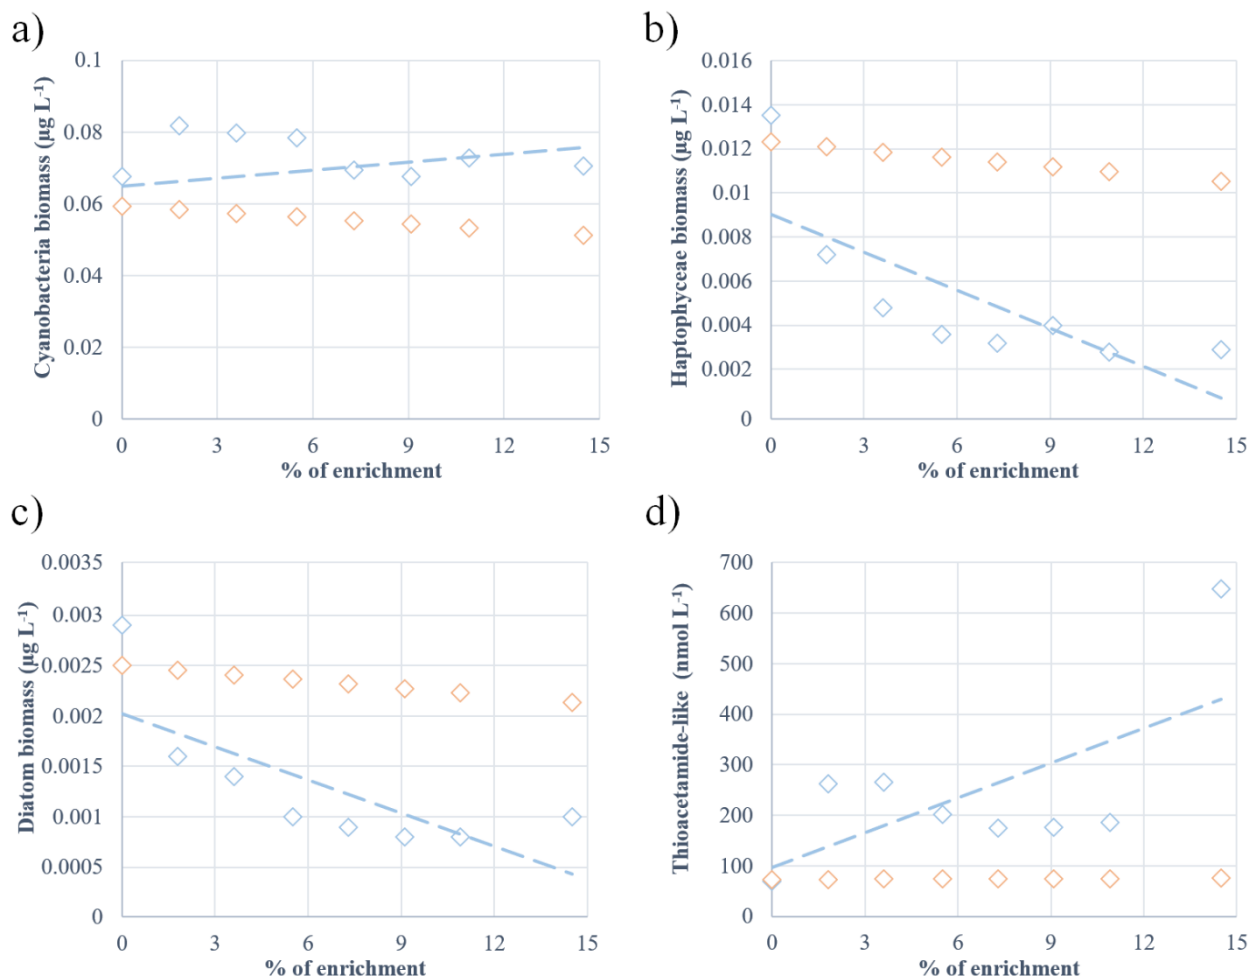 a)
Cyanobacteria biomass (µg L⁻¹)
0.1
0.08
0.06
0.04
0.02
0
0 3 6 9 12 15
% of enrichment
b)
Haptophyceae biomass (µg L⁻¹)
0.016
0.014
0.012
0.01
0.008
0.006
0.004
0.002
0
0 3 6 9 12 15
% of enrichment
c)
Diatom biomass (µg L⁻¹)
0.0035
0.003
0.0025
0.002
0.0015
0.001
0.0005
0
0 3 6 9 12 15
% of enrichment
d)
Thioacetamide-like (nmol L⁻¹)
700
600
500
400
300
200
100
0
0 3 6 9 12 15
% of enrichment